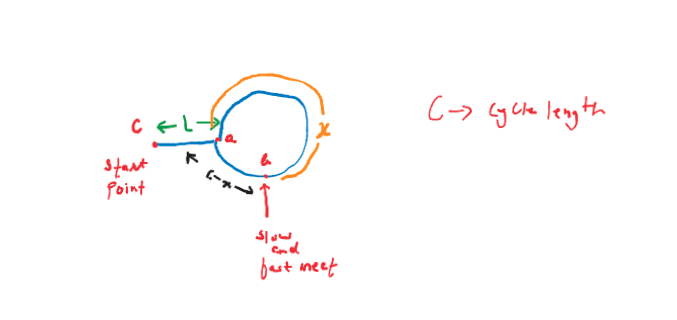 C → cycle length
C
L
a
x
start
point
b
C-x
slow
and
fast meet